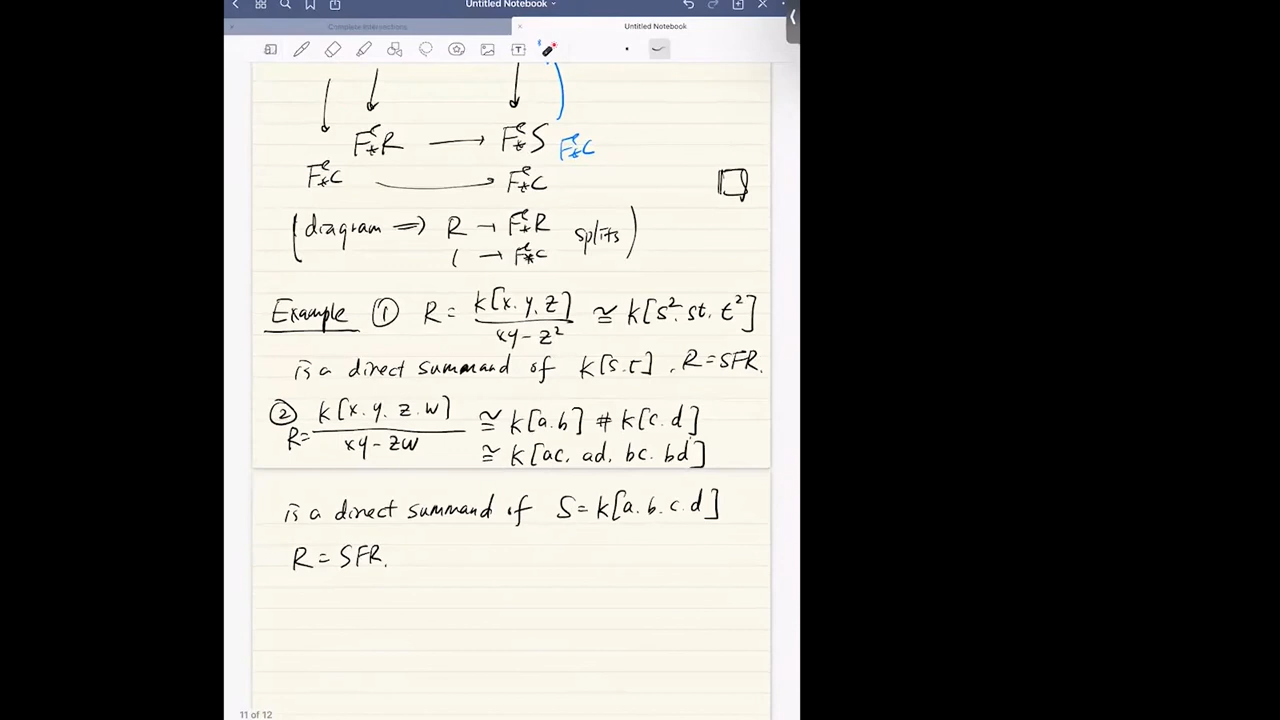 Untitled Notebook
Complete Intersections
Untitled Notebook
F^e_*R → F^e_*S F^e_*c
F^e_*c → F^e_*c
(diagram ⇒ R → F^e_*R splits)
1 → F^e_*c
Example ① R = k[x, y, z] / xy - z² ≅ k[s², st, t²]
is a direct summand of k[s, t], R = SFR.
② R = k[x, y, z, w] / xy - zw ≅ k[a, b] # k[c, d]
≅ k[ac, ad, bc, bd]
is a direct summand of S = k[a, b, c, d]
R = SFR.
11 of 12